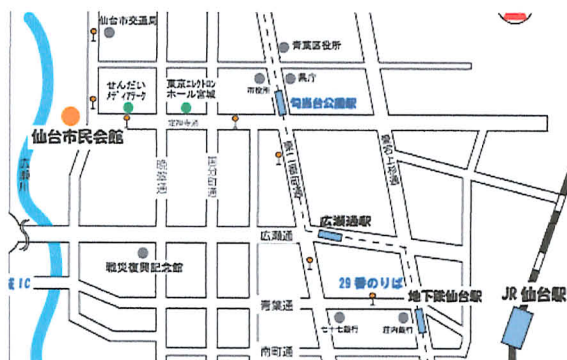 仙台市交通局
青葉区役所
県庁
市役所
せんだい
メディアテーク
東京エレクトロン
ホール宮城
勾当台公園駅
定禅寺通
仙台市民会館
広瀬川
晩翠通
国分町通
東二番町通
愛宕上杉通
広瀬通駅
広瀬通
戦災復興記念館
29番のりば
青葉通
地下鉄仙台駅
JR仙台駅
七十七銀行
荘内銀行
南町通